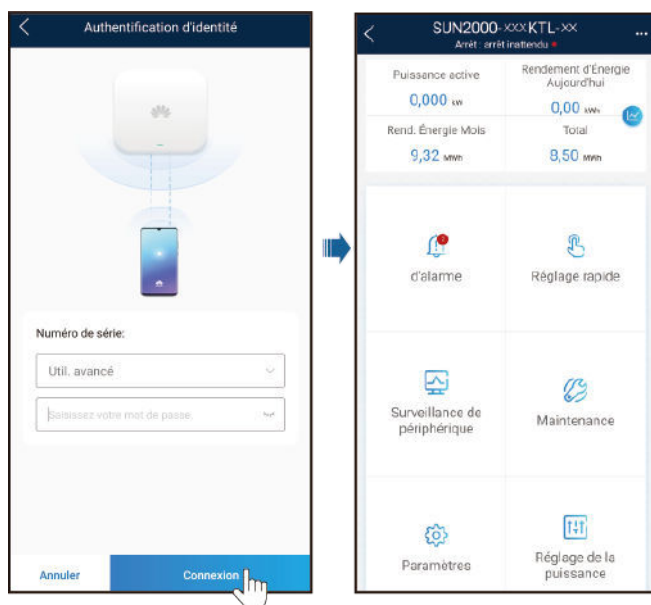 Authentification d'identité
Numéro de série:
Util. avancé
Saisissez votre mot de passe.
Annuler
Connexion
SUN2000-×××KTL-××
Arrêt : arrêt inattendu
Puissance active
0,000 kW
Rendement d'Énergie
Aujourd'hui
0,00 kWh
Rend. Énergie Mois
9,32 MWh
Total
8,50 MWh
d'alarme
Réglage rapide
Surveillance de
périphérique
Maintenance
Paramètres
Réglage de la
puissance